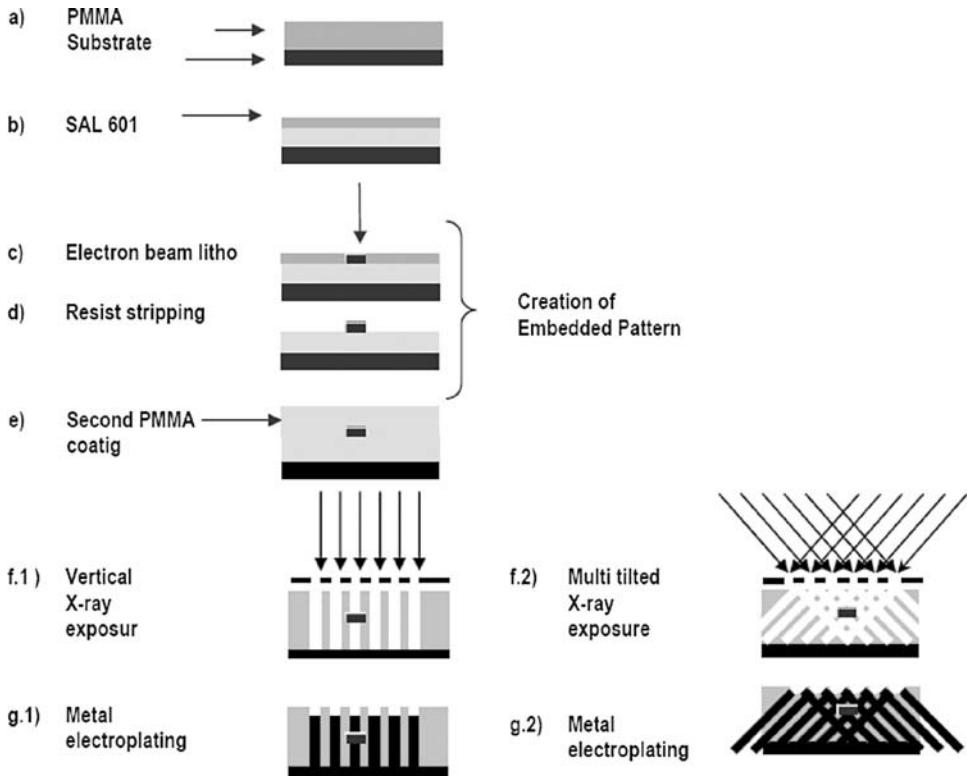 a) PMMA
Substrate
b) SAL 601
c) Electron beam litho
d) Resist stripping
Creation of
Embedded Pattern
e) Second PMMA
coatig
f.1 ) Vertical
X-ray
exposur
f.2) Multi tilted
X-ray
exposure
g.1) Metal
electroplating
g.2) Metal
electroplating